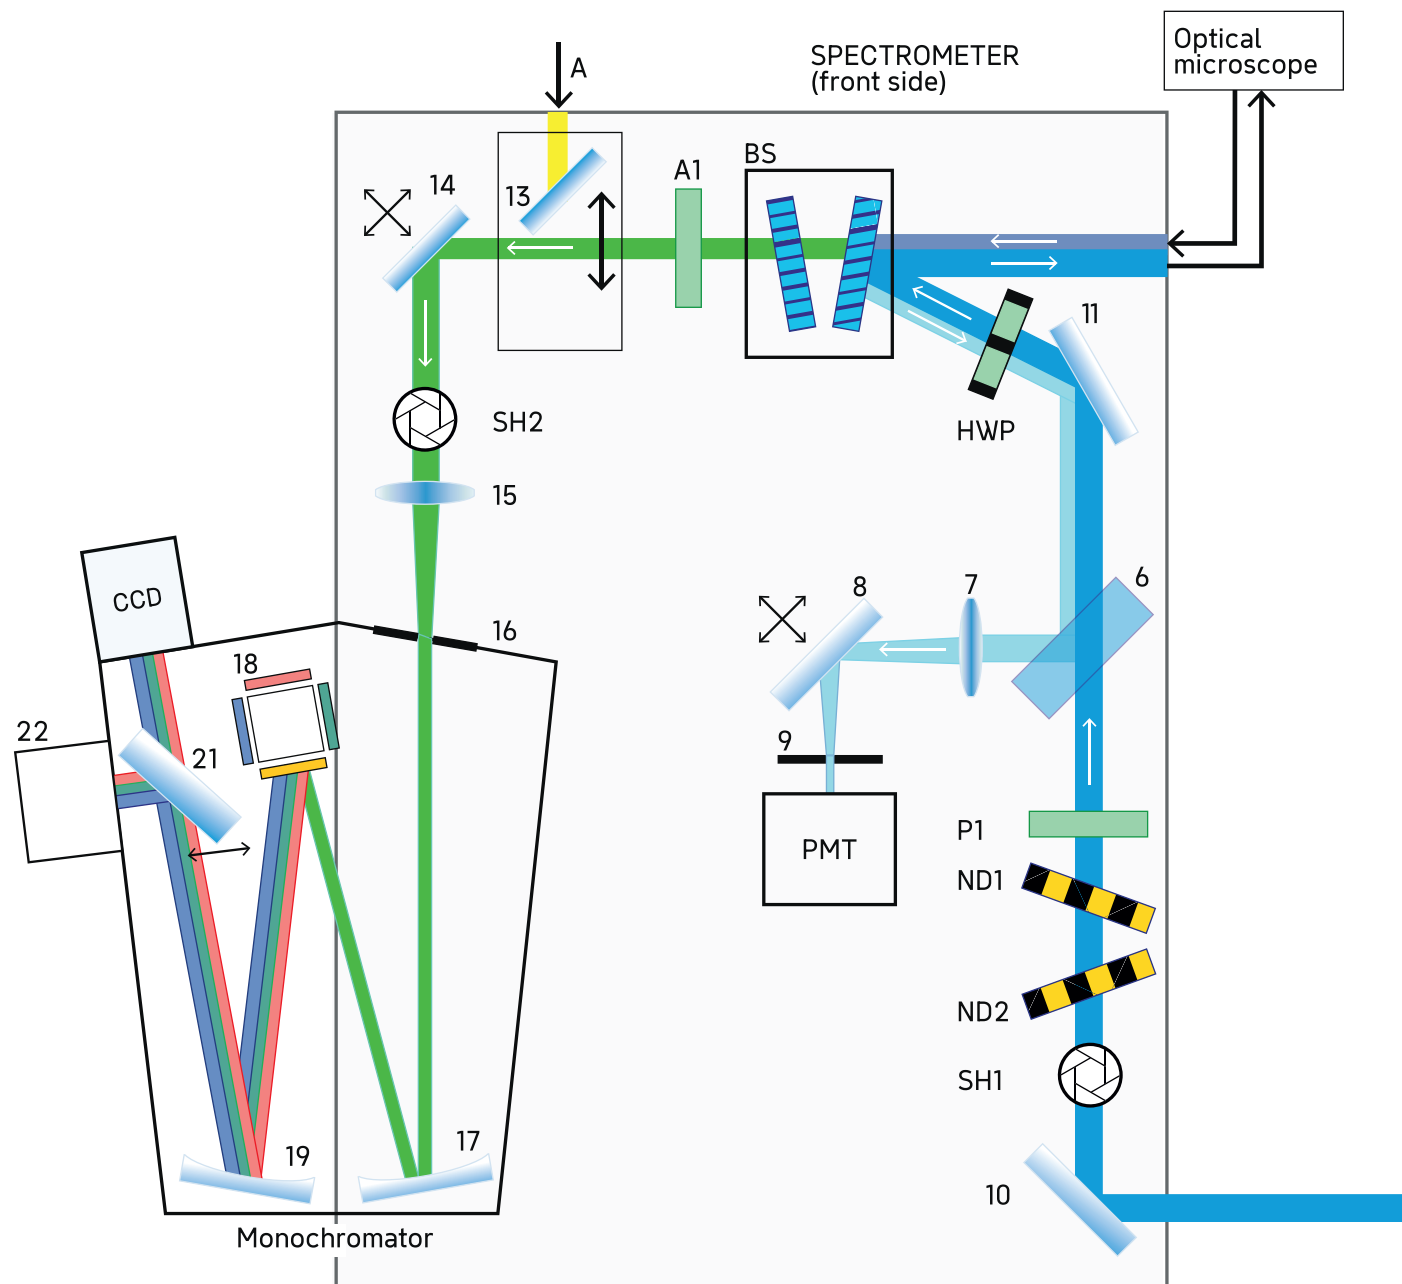 Optical
microscope
SPECTROMETER
(front side)
A
BS
A1
14
13
11
HWP
SH2
15
8
7
6
CCD
16
18
22
21
9
PMT
P1
ND1
ND2
SH1
17
19
10
Monochromator